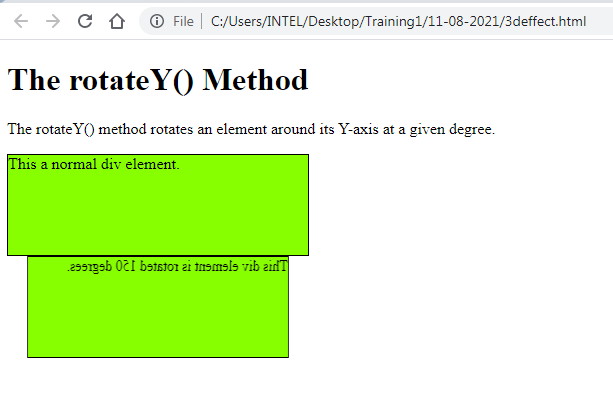 File | C:/Users/INTEL/Desktop/Training1/11-08-2021/3deffect.html
The rotateY() Method
The rotateY() method rotates an element around its Y-axis at a given degree.
This a normal div element.
This div element is rotated 150 degrees.